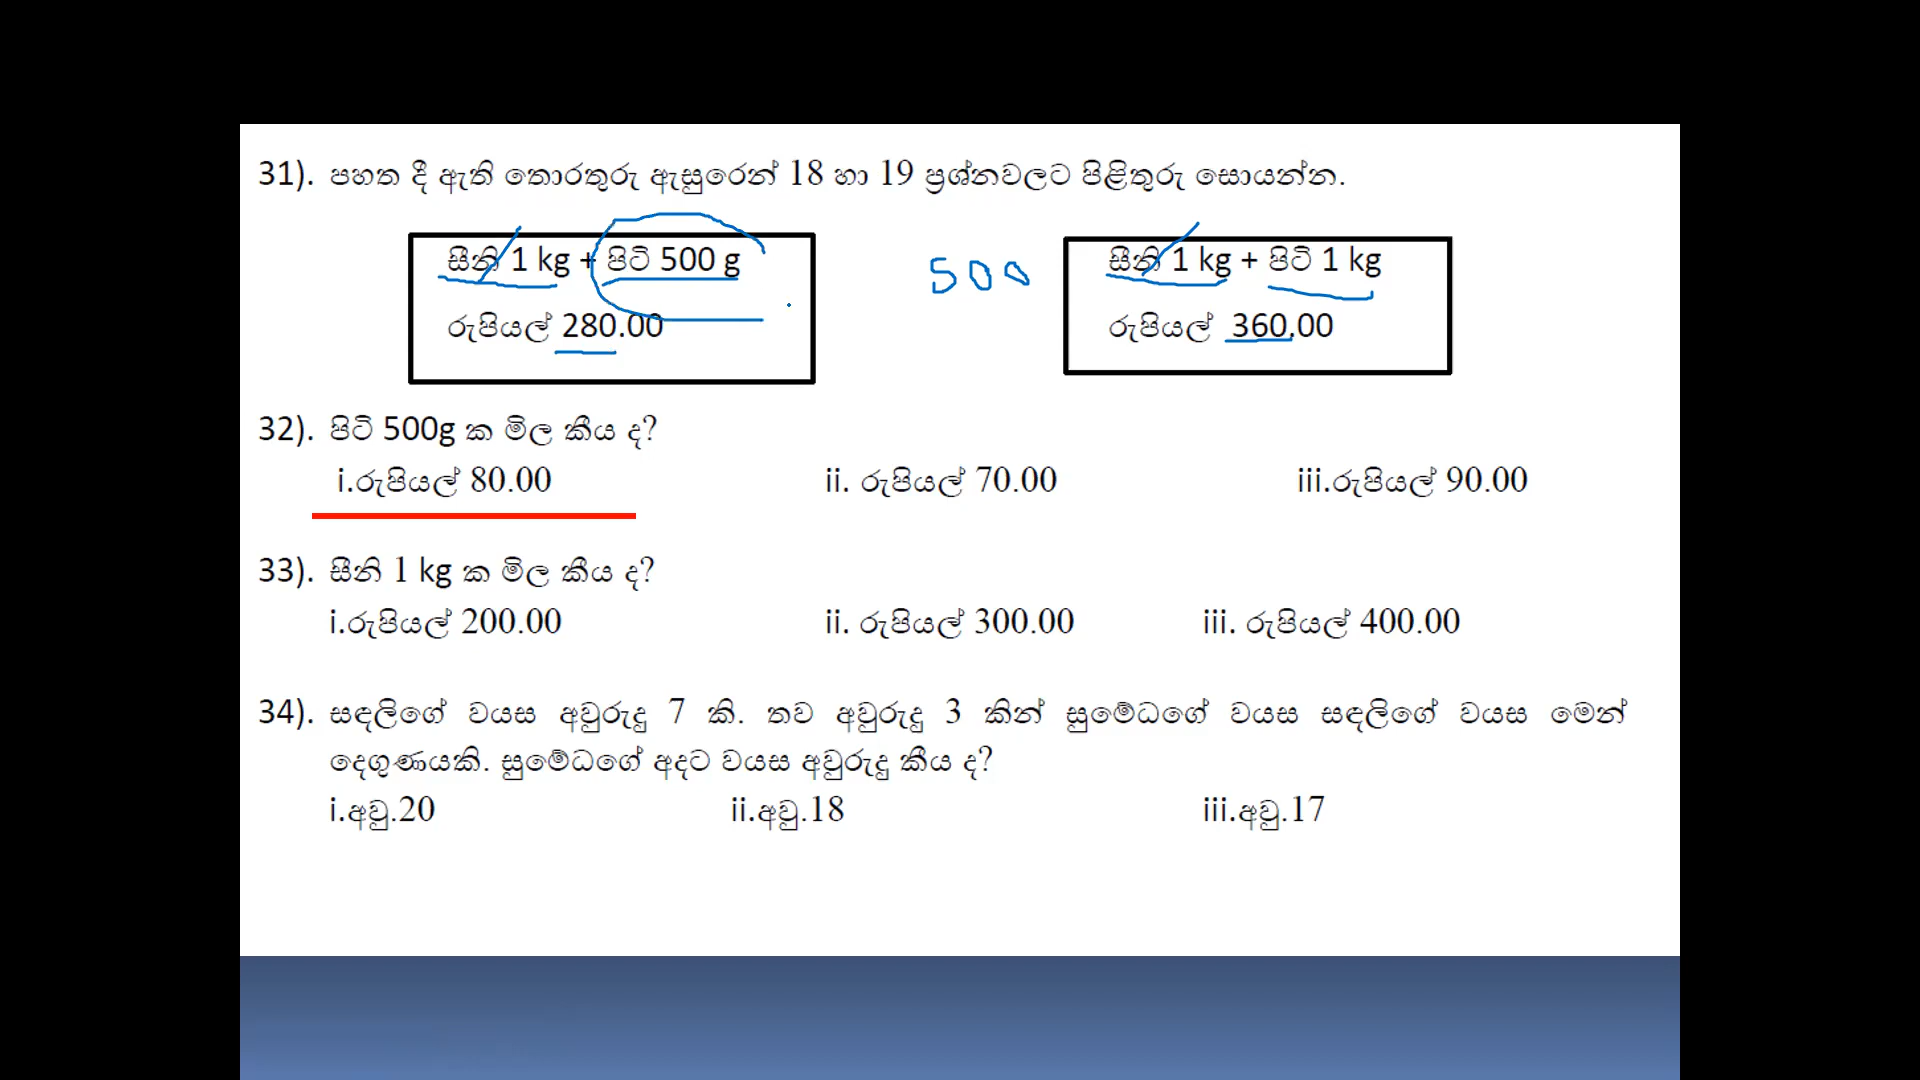 31). පහත දී ඇති තොරතුරු ඇසුරෙන් 18 හා 19 ප්‍රශ්නවලට පිළිතුරු සොයන්න.
සීනි 1 kg + පිටි 500 g
රුපියල් 280.00
500
සීනි 1 kg + පිටි 1 kg
රුපියල් 360.00
32). පිටි 500g ක මිල කීය ද?
i.රුපියල් 80.00 ii. රුපියල් 70.00 iii.රුපියල් 90.00
33). සීනි 1 kg ක මිල කීය ද?
i.රුපියල් 200.00 ii. රුපියල් 300.00 iii. රුපියල් 400.00
34). සඳලිගේ වයස අවුරුදු 7 කි. තව අවුරුදු 3 කින් සුමේධගේ වයස සඳලිගේ වයස මෙන්
දෙගුණයකි. සුමේධගේ අදට වයස අවුරුදු කීය ද?
i.අවු.20 ii.අවු.18 iii.අවු.17